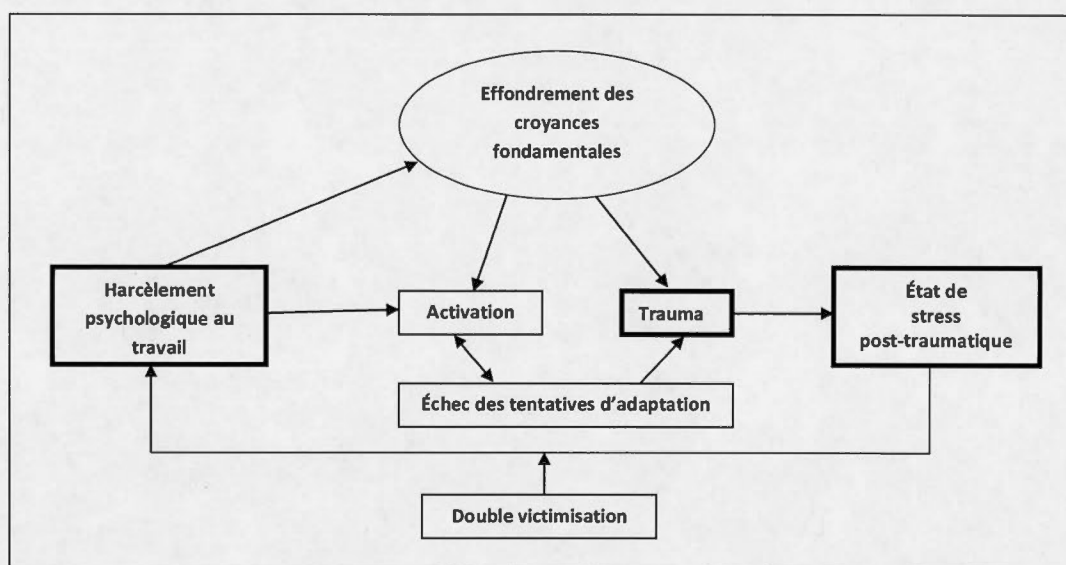 Effondrement des
croyances
fondamentales
Harcèlement
psychologique au
travail
Activation
Trauma
État de
stress
post-traumatique
Échec des tentatives d'adaptation
Double victimisation